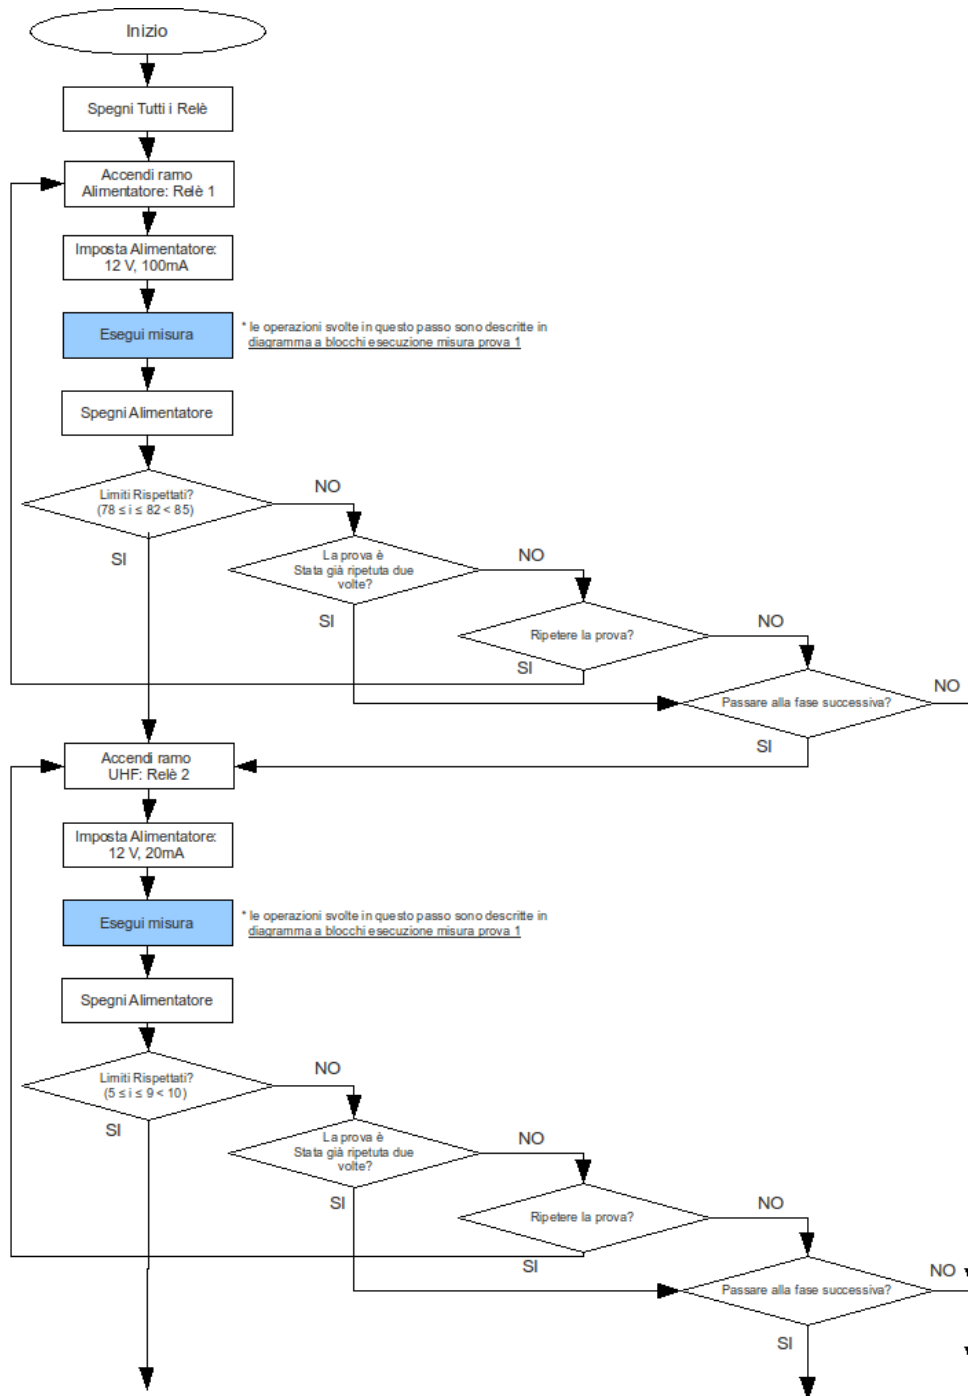 Inizio
Spegni Tutti i Relè
Accendi ramo
Alimentatore: Relè 1
Imposta Alimentatore:
12 V, 100mA
Esegui misura
* le operazioni svolte in questo passo sono descritte in
diagramma a blocchi esecuzione misura prova 1
Spegni Alimentatore
Limiti Rispettati?
(78 ≤ i ≤ 82 < 85)
NO
SI
La prova è
Stata già ripetuta due
volte?
NO
SI
Ripetere la prova?
NO
SI
Passare alla fase successiva?
NO
SI
Accendi ramo
UHF: Relè 2
Imposta Alimentatore:
12 V, 20mA
Esegui misura
* le operazioni svolte in questo passo sono descritte in
diagramma a blocchi esecuzione misura prova 1
Spegni Alimentatore
Limiti Rispettati?
(5 ≤ i ≤ 9 < 10)
NO
SI
La prova è
Stata già ripetuta due
volte?
NO
SI
Ripetere la prova?
NO
SI
Passare alla fase successiva?
NO
SI